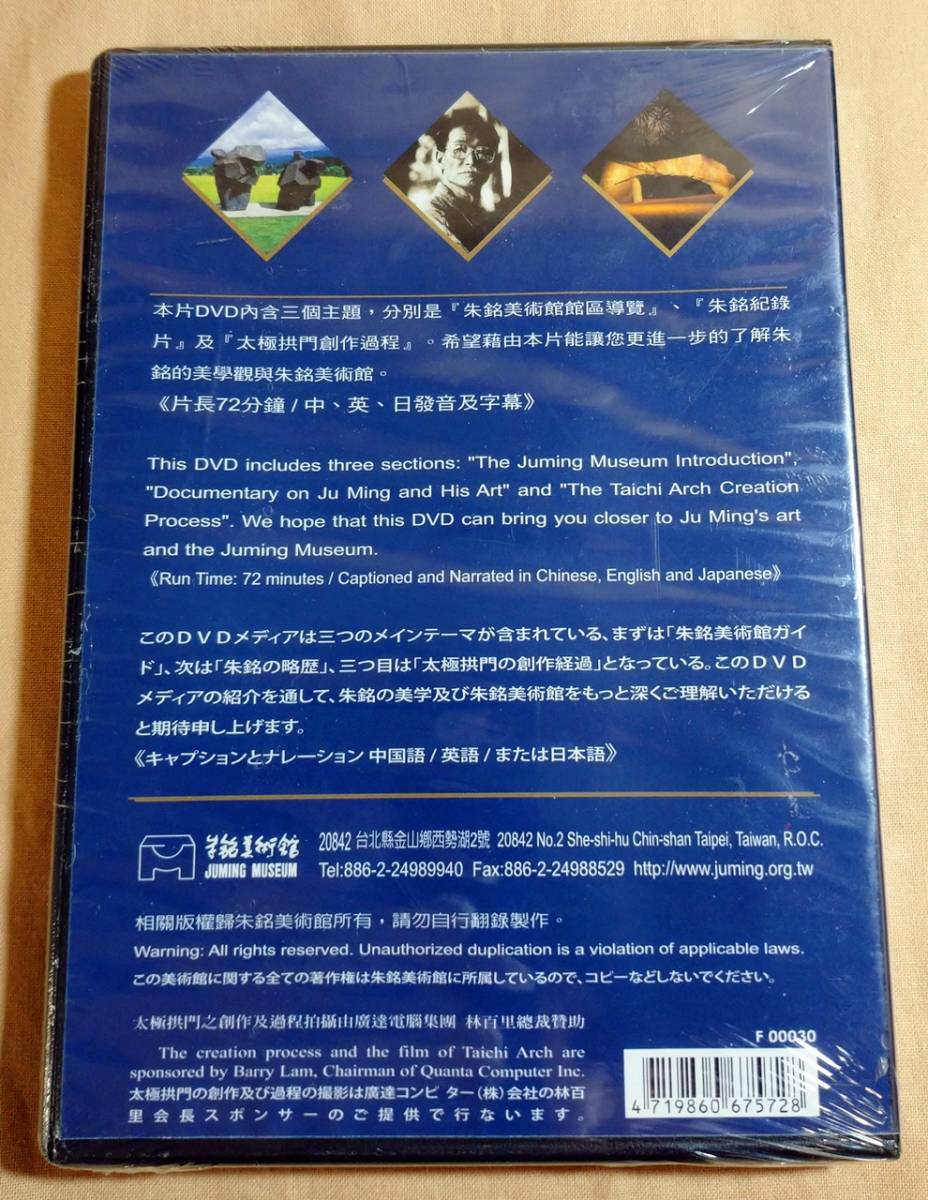 本片DVD內含三個主題，分別是『朱銘美術館館區導覽』、『朱銘紀錄
片』及『太極拱門創作過程』。希望藉由本片能讓您更進一步的了解朱
銘的美學觀與朱銘美術館。
《片長72分鐘 / 中、英、日發音及字幕》
This DVD includes three sections: "The Juming Museum Introduction",
"Documentary on Ju Ming and His Art" and "The Taichi Arch Creation
Process". We hope that this DVD can bring you closer to Ju Ming's art
and the Juming Museum.
《Run Time: 72 minutes / Captioned and Narrated in Chinese, English and Japanese》
このＤＶＤメディアは三つのメインテーマが含まれている、まずは「朱銘美術館ガイ
ド」、次は「朱銘の略歴」、三つ目は「太極拱門の創作経過」となっている。このＤＶＤ
メディアの紹介を通して、朱銘の美学及び朱銘美術館をもっと深くご理解いただける
と期待申し上げます。
《キャプションとナレーション 中国語 / 英語 / または日本語》
朱銘美術館
JUMING MUSEUM
20842 台北縣金山鄉西勢湖2號 20842 No.2 She-shi-hu Chin-shan Taipei, Taiwan, R.O.C.
Tel:886-2-24989940 Fax:886-2-24988529 http://www.juming.org.tw
相關版權歸朱銘美術館所有，請勿自行翻錄製作。
Warning: All rights reserved. Unauthorized duplication is a violation of applicable laws.
この美術館に関する全ての著作権は朱銘美術館に所属しているので、コピーなどしないでください。
太極拱門之創作及過程拍攝由廣達電腦集團 林百里總裁贊助
The creation process and the film of Taichi Arch are
sponsored by Barry Lam, Chairman of Quanta Computer Inc.
太極拱門の創作及び過程の撮影は廣達コンピ ター（株）会社の林百
里会長スポンサーのご提供で行ないます。
F 00030
4 719860 675728